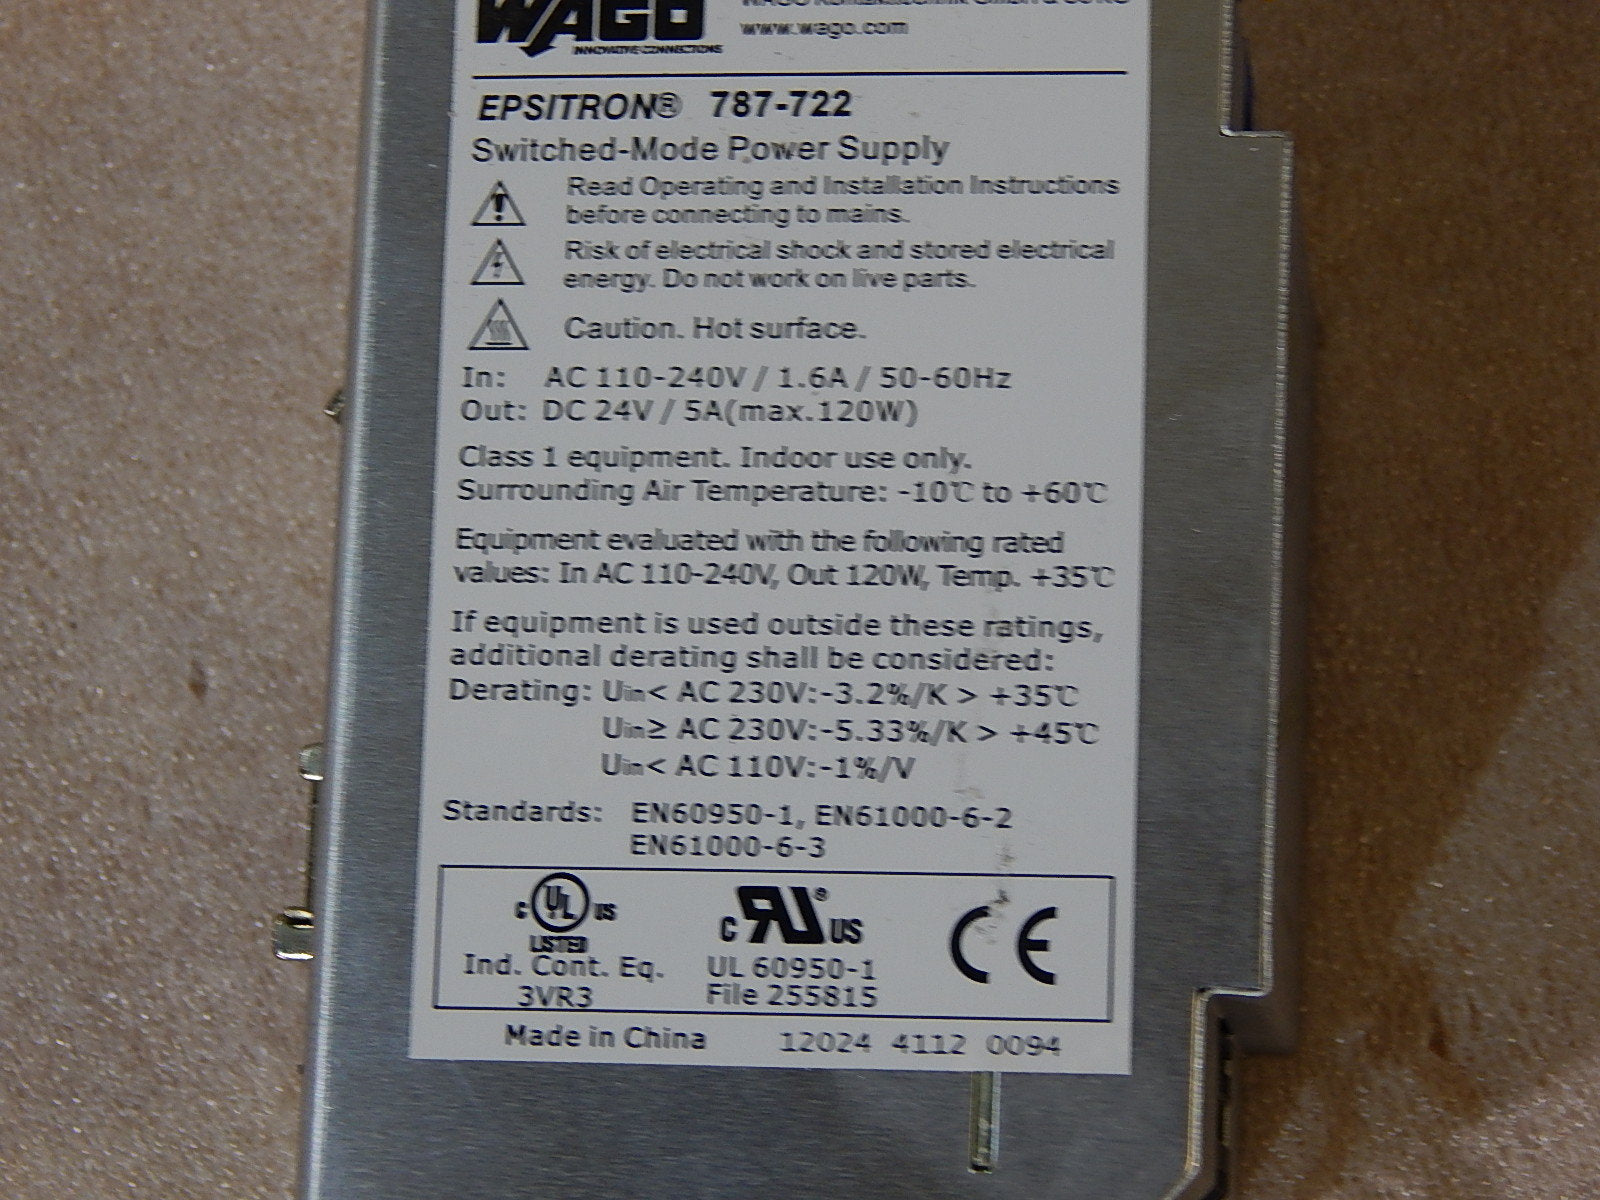 WAGO
INNOVATIVE CONNECTIONS
www.wago.com
EPSITRON® 787-722
Switched-Mode Power Supply
Read Operating and Installation Instructions
before connecting to mains.
Risk of electrical shock and stored electrical
energy. Do not work on live parts.
Caution. Hot surface.
In: AC 110-240V / 1.6A / 50-60Hz
Out: DC 24V / 5A(max.120W)
Class 1 equipment. Indoor use only.
Surrounding Air Temperature: -10℃ to +60℃
Equipment evaluated with the following rated
values: In AC 110-240V, Out 120W, Temp. +35℃
If equipment is used outside these ratings,
additional derating shall be considered:
Derating: Uin< AC 230V:-3.2%/K > +35℃
Uin≥ AC 230V:-5.33%/K > +45℃
Uin< AC 110V:-1%/V
Standards: EN60950-1, EN61000-6-2
EN61000-6-3
C UL US
LISTED
Ind. Cont. Eq.
3VR3
C RU ® US
UL 60950-1
File 255815
CE
Made in China 12024 4112 0094